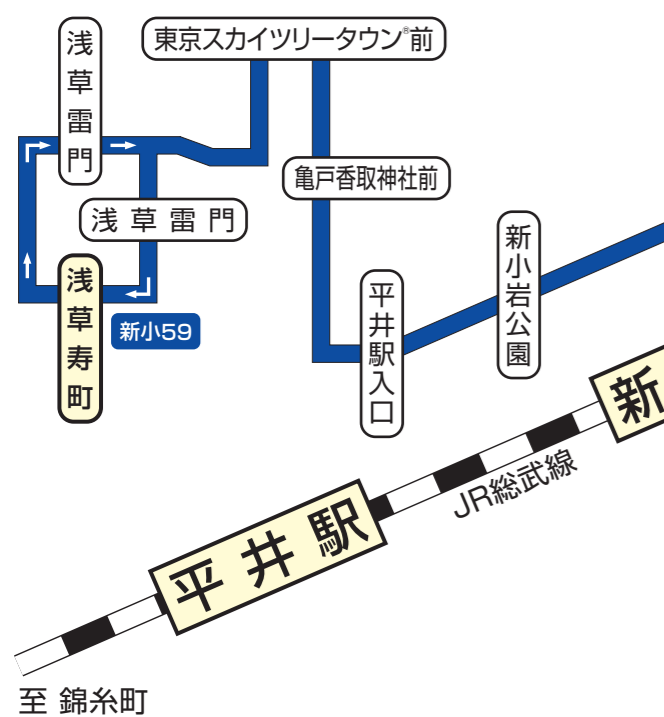 東京スカイツリータウン®前
浅草雷門
浅草雷門
亀戸香取神社前
新小岩公園
浅草寿町
新小59
平井駅入口
新
JR総武線
平井駅
至 錦糸町